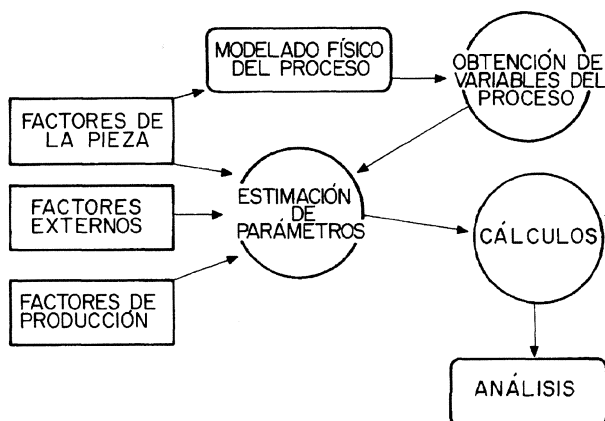 MODELADO FÍSICO
DEL PROCESO
OBTENCIÓN DE
VARIABLES DEL
PROCESO
FACTORES DE
LA PIEZA
FACTORES
EXTERNOS
FACTORES DE
PRODUCCIÓN
ESTIMACIÓN
DE
PARÁMETROS
CÁLCULOS
ANÁLISIS